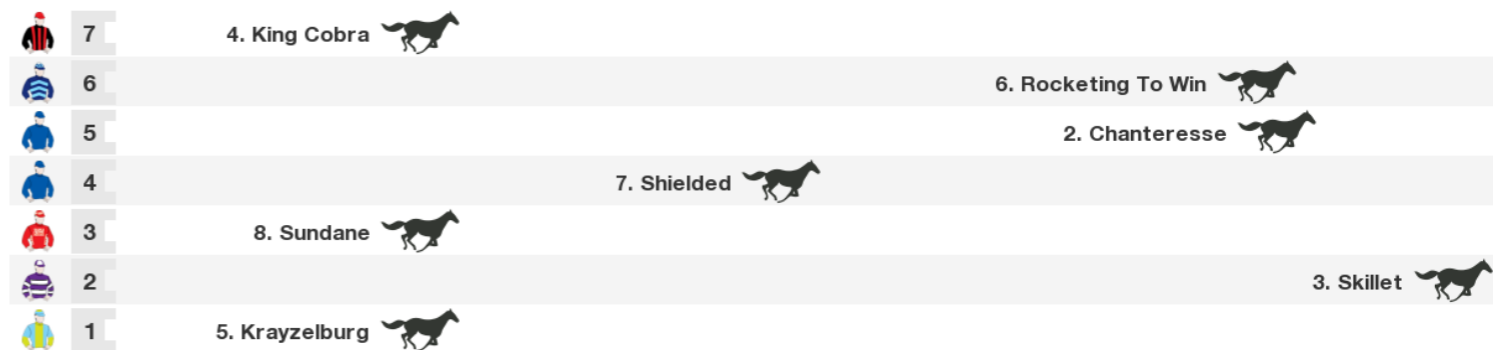 7 4. King Cobra
6 6. Rocketing To Win
5 2. Chanteresse
4 7. Shielded
3 8. Sundane
2 3. Skillet
1 5. Krayzelburg